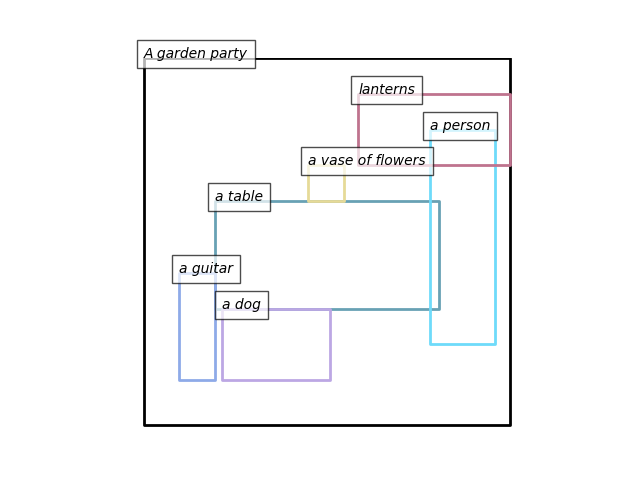 A garden party
lanterns
a person
a vase of flowers
a table
a guitar
a dog